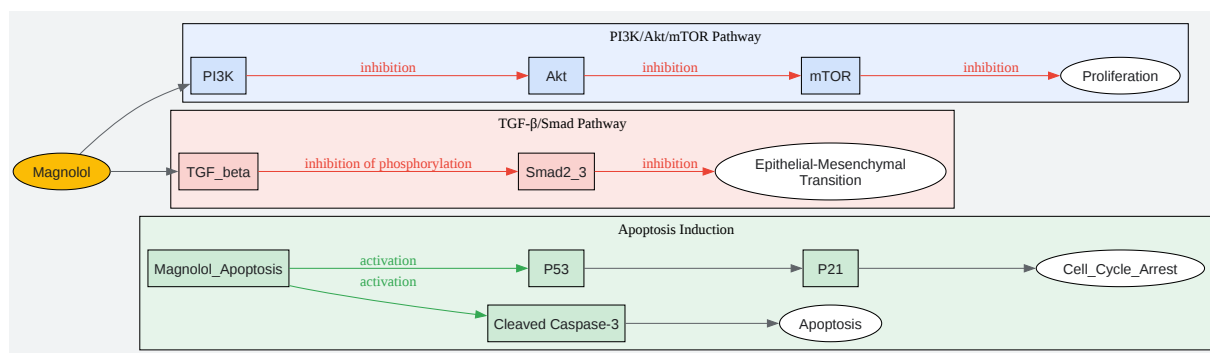 PI3K/Akt/mTOR Pathway
PI3K
inhibition
Akt
inhibition
mTOR
inhibition
Proliferation
TGF-β/Smad Pathway
Magnolol
TGF_beta
inhibition of phosphorylation
Smad2_3
inhibition
Epithelial-Mesenchymal
Transition
Apoptosis Induction
Magnolol_Apoptosis
activation
P53
P21
Cell_Cycle_Arrest
activation
Cleaved Caspase-3
Apoptosis